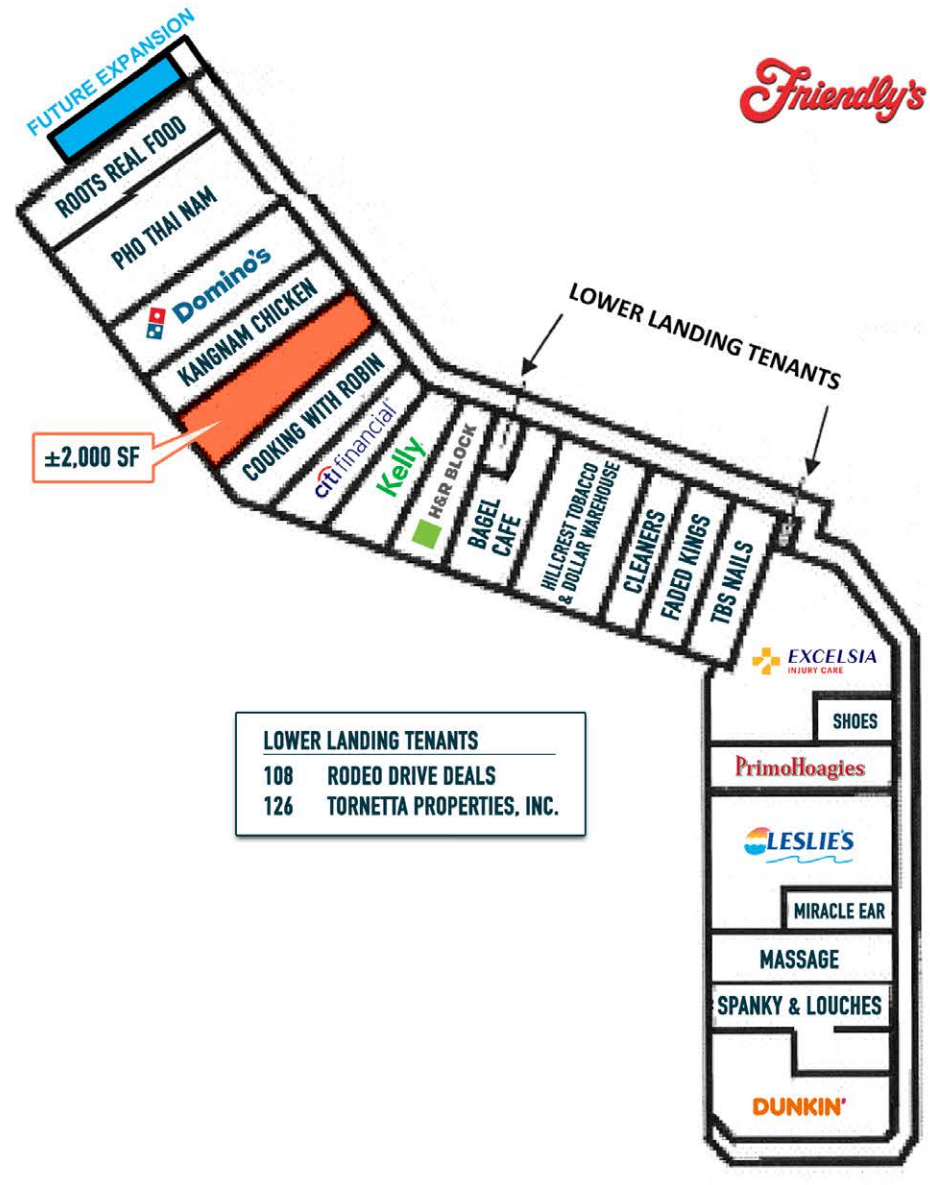 FUTURE EXPANSION
Friendly's
ROOTS REAL FOOD
PHO THAI NAM
Domino's
KANGNAM CHICKEN
±2,000 SF
COOKING WITH ROBIN
citifinancial
Kelly
H&R BLOCK
BAGEL
CAFE
HILLCREST TOBACCO
& DOLLAR WAREHOUSE
CLEANERS
FADED KINGS
TBS NAILS
LOWER LANDING TENANTS
EXCELSIA
INJURY CARE
SHOES
PrimoHoagies
LESLIE'S
MIRACLE EAR
MASSAGE
SPANKY & LOUCHES
DUNKIN'
LOWER LANDING TENANTS
108 RODEO DRIVE DEALS
126 TORNETTA PROPERTIES, INC.